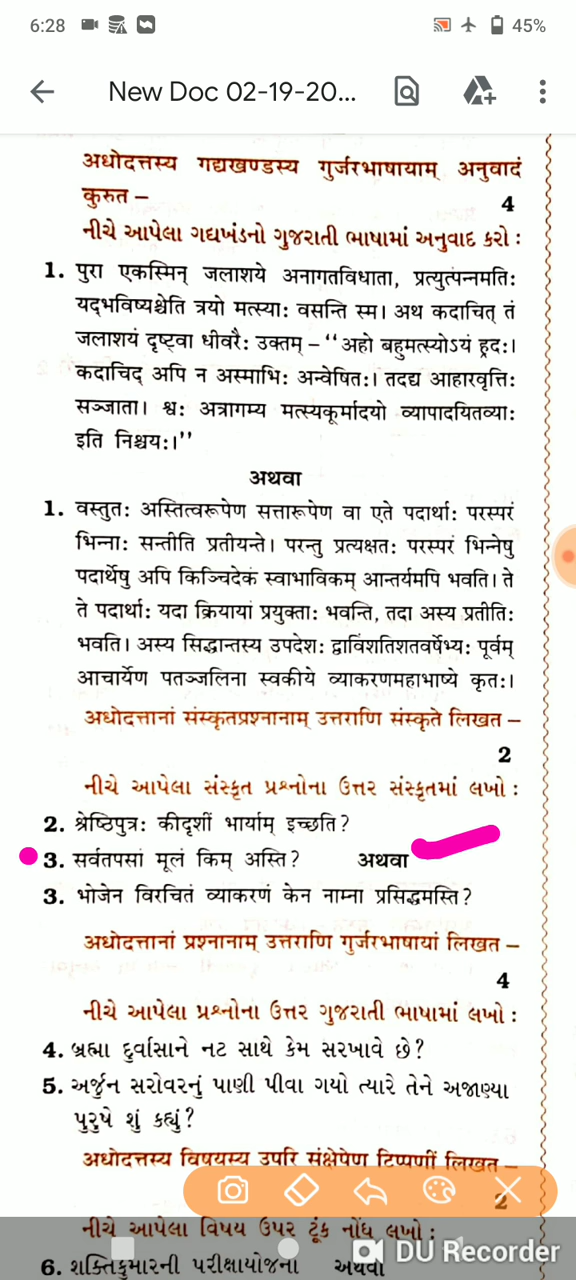 6:28
45%
New Doc 02-19-20...
अधोदत्तस्य गद्यखण्डस्य गुर्जरभाषायाम् अनुवादं
कुरुत –
4
નીચે આપેલા ગદ્યખંડનો ગુજરાતી ભાષામાં અનુવાદ કરો :
1. पुरा एकस्मिन् जलाशये अनागतविधाता, प्रत्युत्पन्नमतिः
यद्भविष्यश्चेति त्रयो मत्स्याः वसन्ति स्म। अथ कदाचित् तं
जलाशयं दृष्ट्वा धीवरैः उक्तम् – "अहो बहुमत्स्योऽयं ह्रदः।
कदाचिद् अपि न अस्माभिः अन्वेषितः। तदद्य आहारवृत्तिः
सञ्जाता। श्वः अत्रागम्य मत्स्यकूर्मादयो व्यापादयितव्याः
इति निश्चयः।"
अथवा
1. वस्तुतः अस्तित्वरूपेण सत्तारूपेण वा एते पदार्थाः परस्परं
भिन्नाः सन्तीति प्रतीयन्ते। परन्तु प्रत्यक्षतः परस्परं भिन्नेषु
पदार्थेषु अपि किञ्चिदेकं स्वाभाविकम् आन्तर्यमपि भवति। ते
ते पदार्थाः यदा क्रियायां प्रयुक्ताः भवन्ति, तदा अस्य प्रतीतिः
भवति। अस्य सिद्धान्तस्य उपदेशः द्वाविंशतिशतवर्षेभ्यः पूर्वम्
आचार्येण पतञ्जलिना स्वकीये व्याकरणमहाभाष्ये कृतः।
अधोदत्तानां संस्कृतप्रश्नानाम् उत्तराणि संस्कृते लिखत –
2
નીચે આપેલા સંસ્કૃત પ્રશ્નોના ઉત્તર સંસ્કૃતમાં લખો :
2. श्रेष्ठिपुत्रः कीदृशीं भार्याम् इच्छति?
3. सर्वतपसां मूलं किम् अस्ति? अथवा
3. भोजेन विरचितं व्याकरणं केन नाम्ना प्रसिद्धमस्ति?
अधोदत्तानां प्रश्नानाम् उत्तराणि गुर्जरभाषायां लिखत –
4
નીચે આપેલા પ્રશ્નોના ઉત્તર ગુજરાતી ભાષામાં લખો :
4. બ્રહ્મા દુર્વાસાને નટ સાથે કેમ સરખાવે છે?
5. અર્જુન સરોવરનું પાણી પીવા ગયો ત્યારે તેને અજાણ્યા
પુરુષે શું કહ્યું?
अधोदत्तस्य विषयस्य उपरि संक्षेपेण टिप्पणीं लिखत –
2
નીચે આપેલા વિષય ઉપર ટૂંક નોંધ લખો :
DU Recorder
6. શક્તિકુમારની પરીક્ષાયોજના अथवा